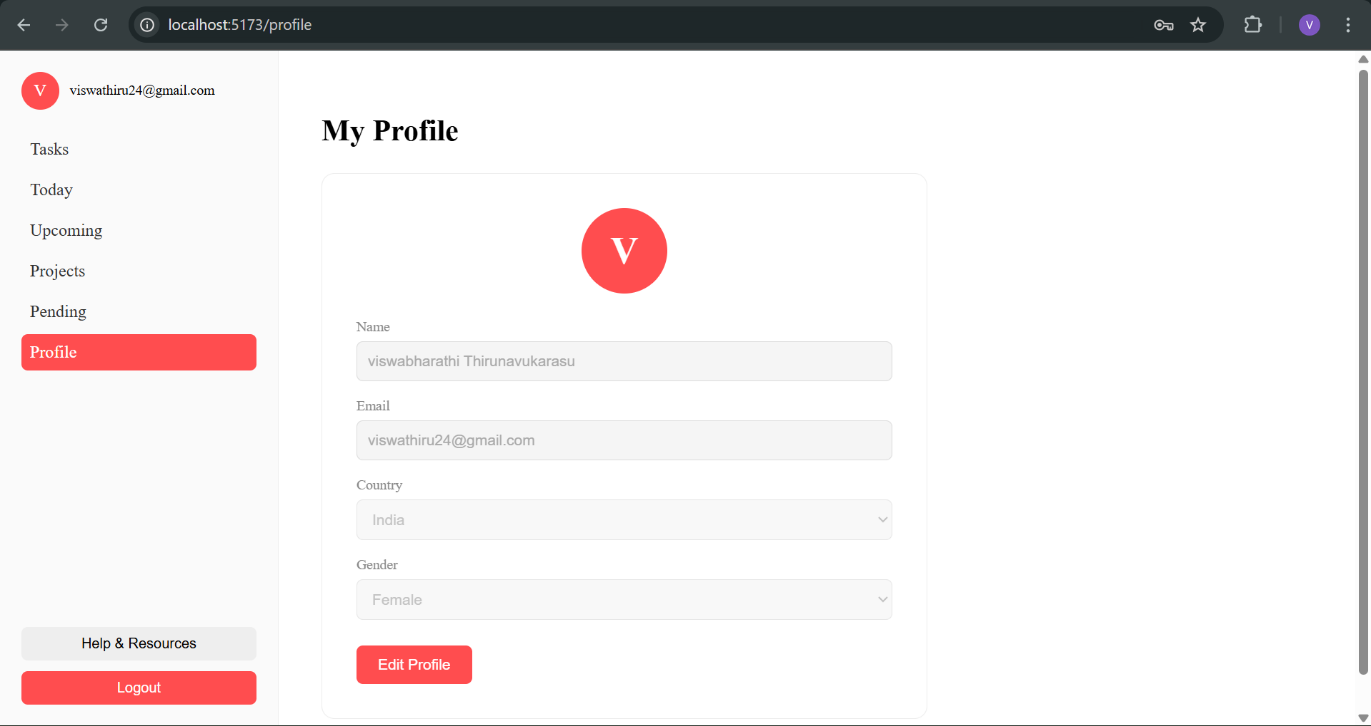 localhost:5173/profile
V
V
viswathiru24@gmail.com
Tasks
Today
Upcoming
Projects
Pending
Profile
Help & Resources
Logout
My Profile
V
Name
viswabharathi Thirunavukarasu
Email
viswathiru24@gmail.com
Country
India
Gender
Female
Edit Profile